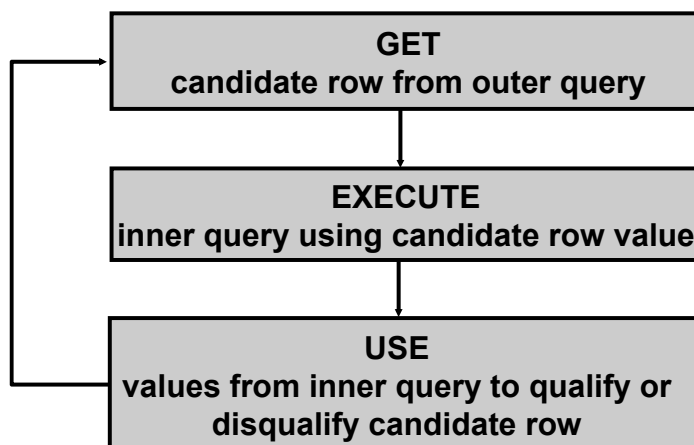 GET
candidate row from outer query
EXECUTE
inner query using candidate row value
USE
values from inner query to qualify or
disqualify candidate row